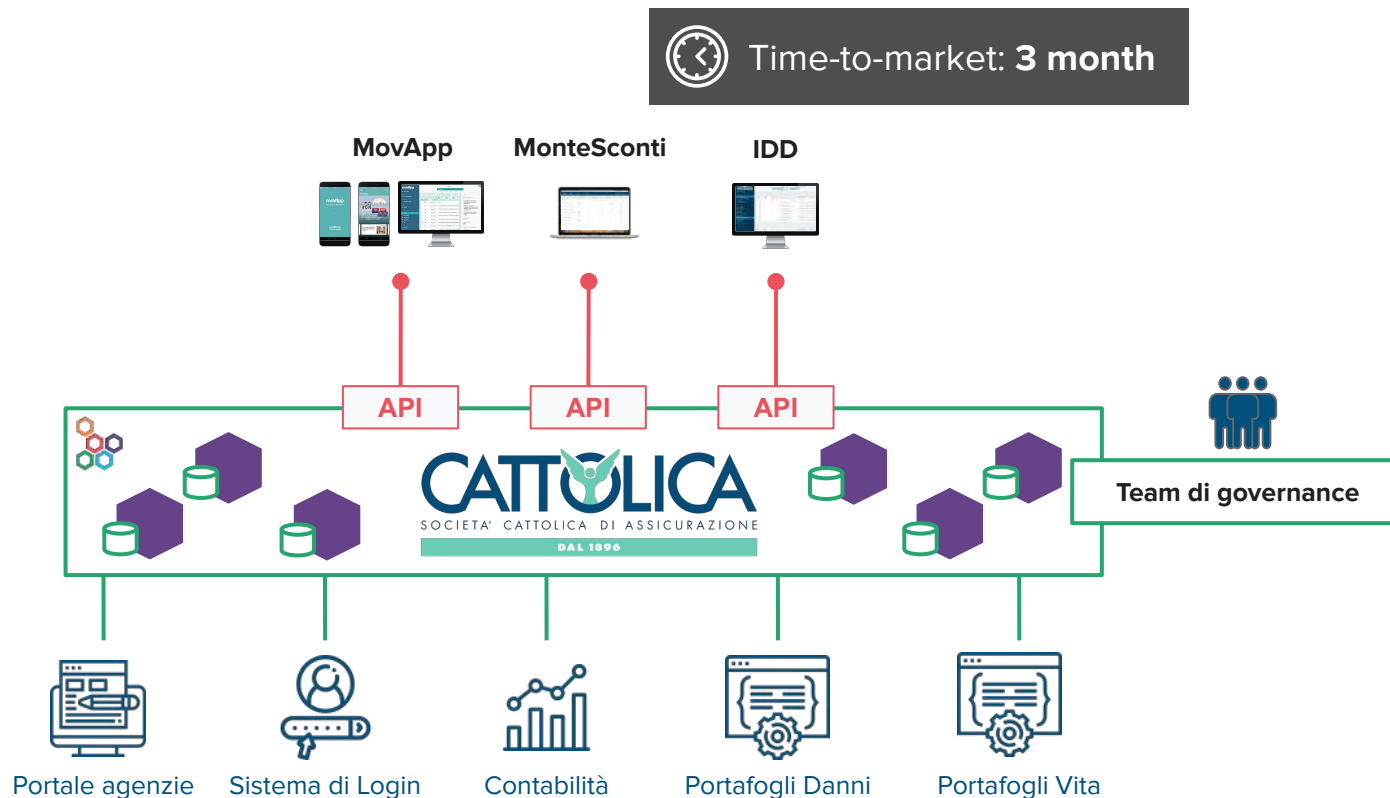 Time-to-market: 3 month
MovApp
MonteSconti
IDD
API
API
API
CATTOLICA
SOCIETA' CATTOLICA DI ASSICURAZIONE
DAL 1896
Team di governance
Portale agenzie
Sistema di Login
Contabilità
Portafogli Danni
Portafogli Vita